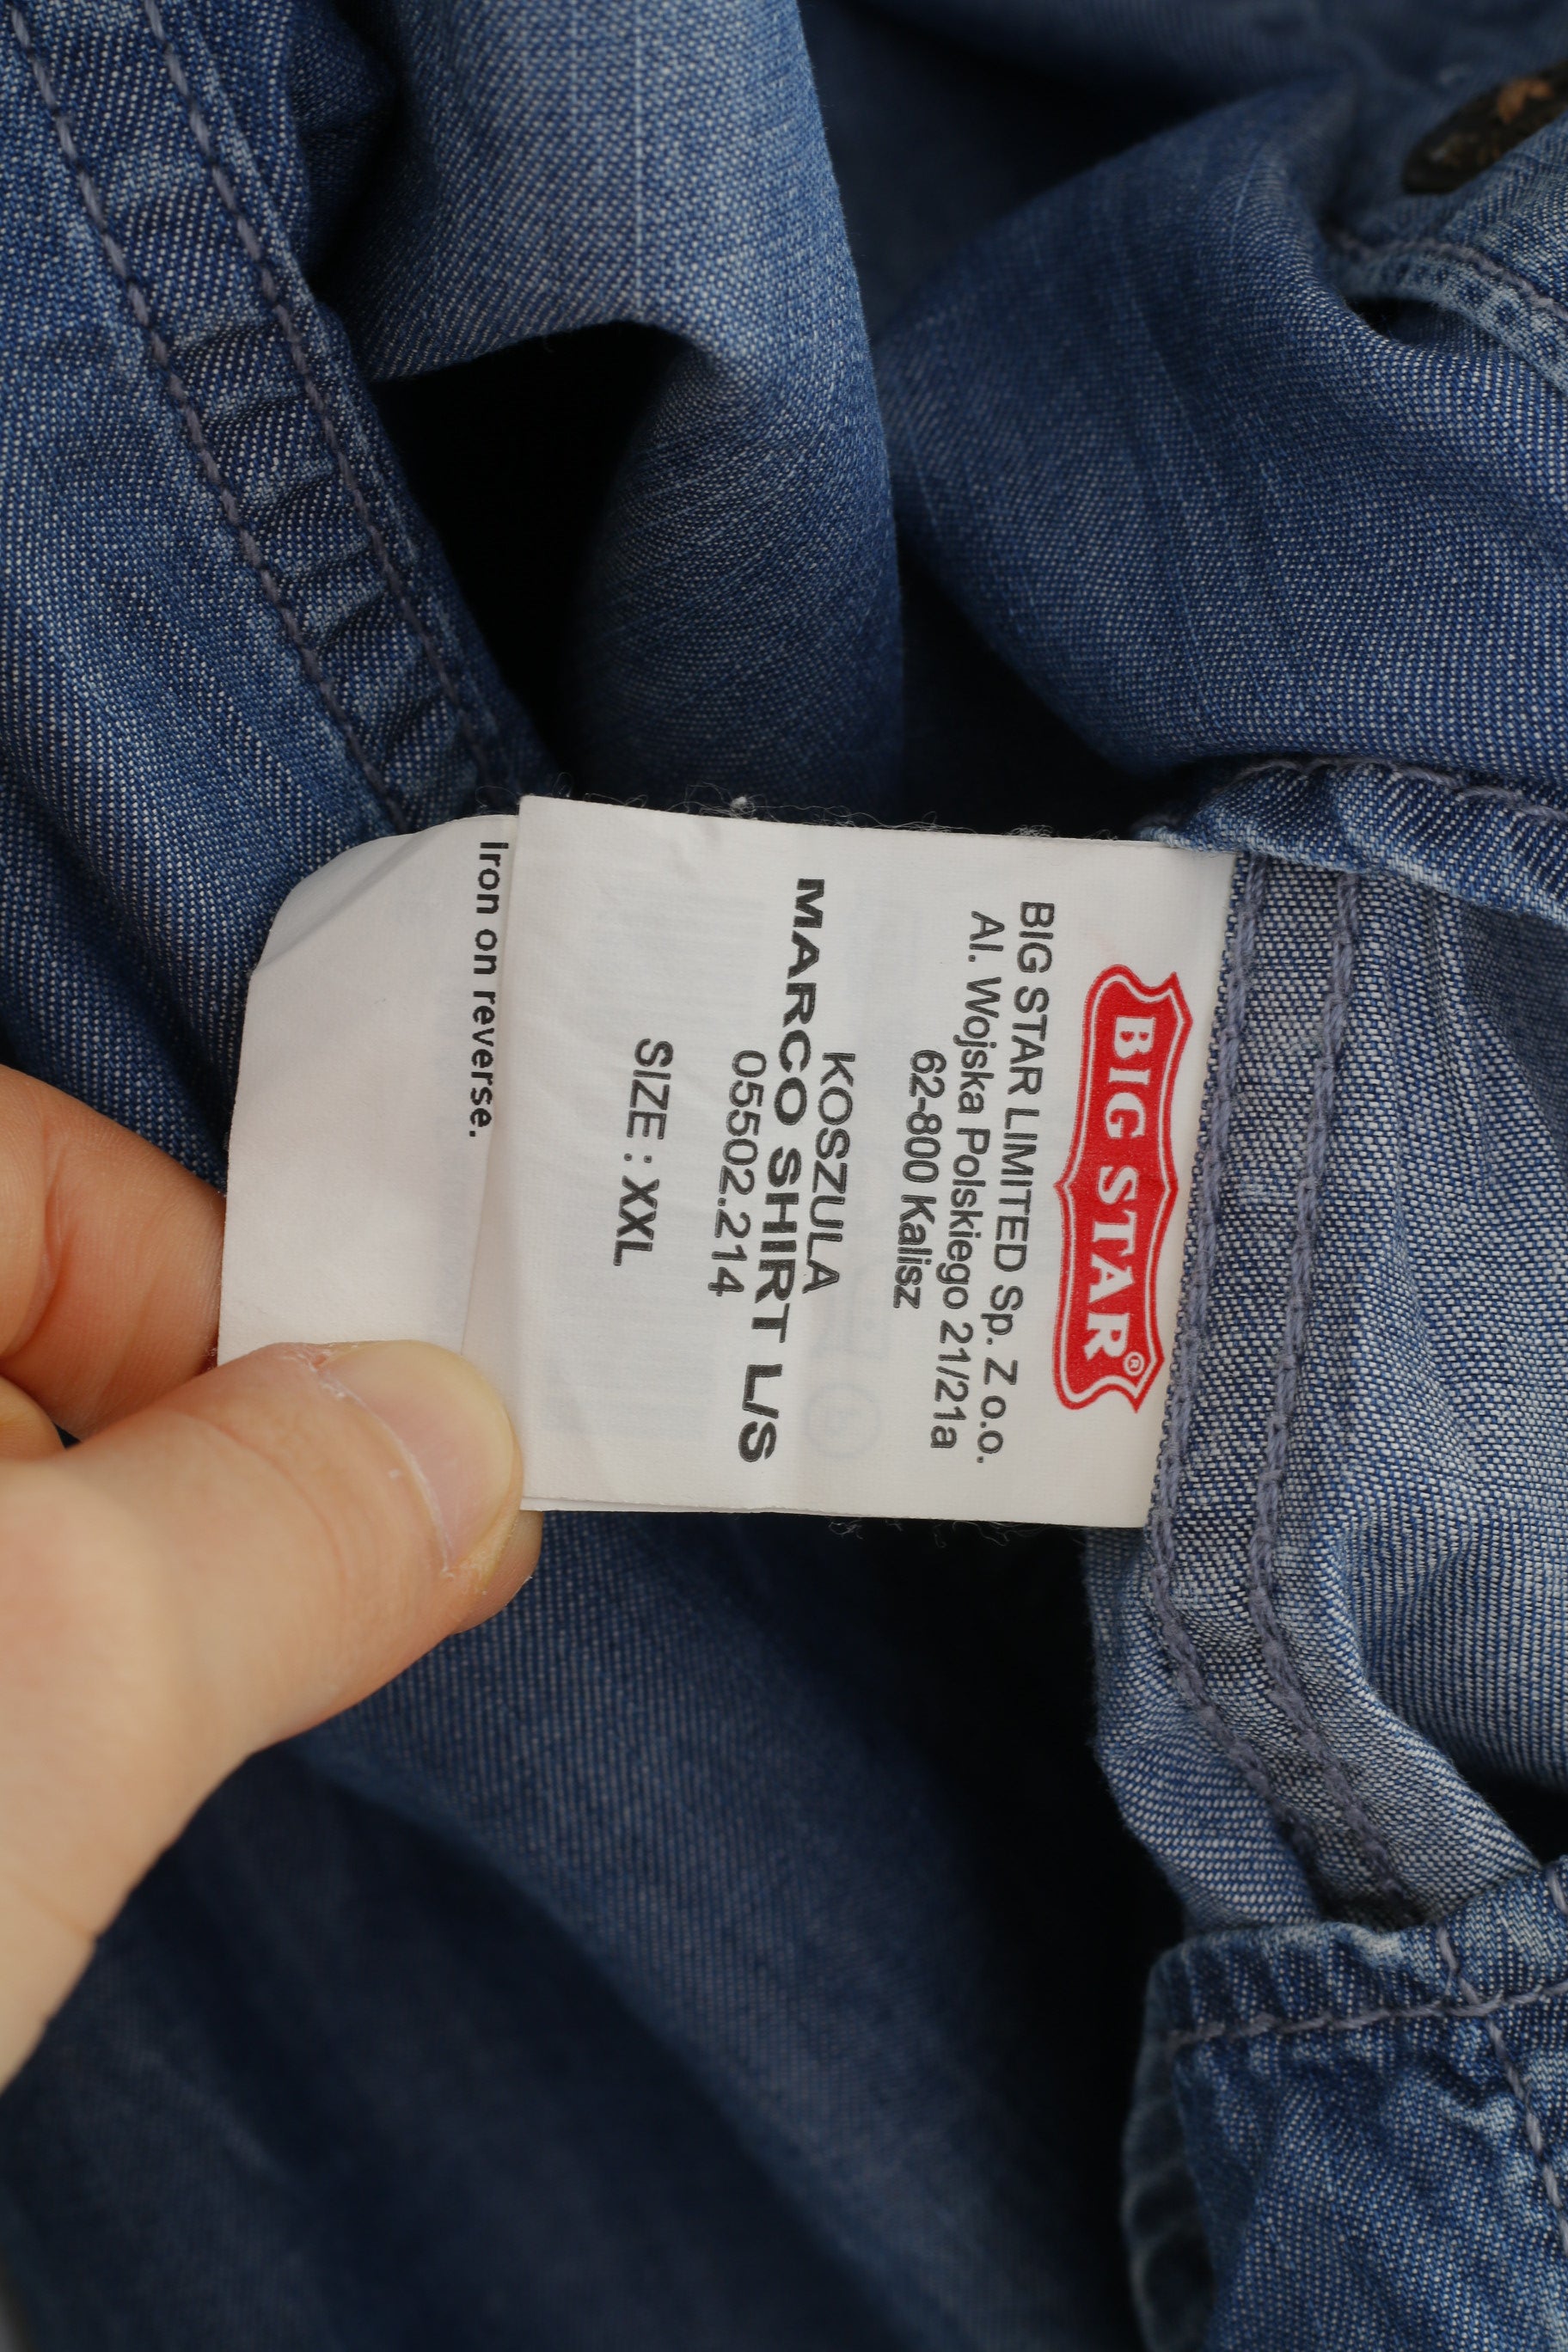 BIG STAR®
BIG STAR LIMITED Sp. Z o.o.
Al. Wojska Polskiego 21/21a
62-800 Kalisz
KOSZULA
MARCO SHIRT L/S
05502.214
SIZE : XXL
Iron on reverse.